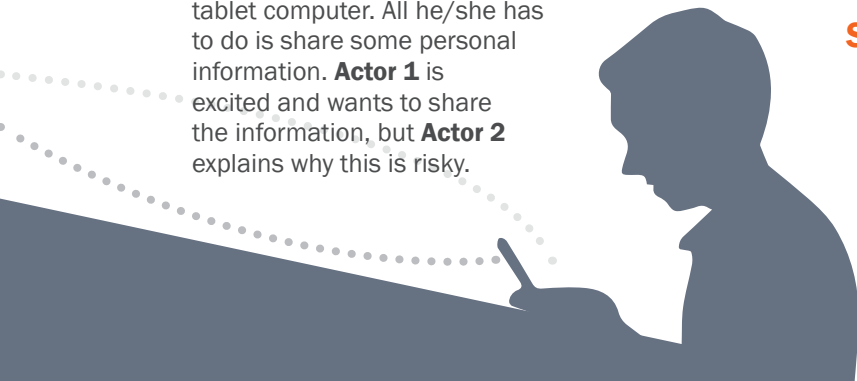 tablet computer. All he/she has
to do is share some personal
information. Actor 1 is
excited and wants to share
the information, but Actor 2
explains why this is risky.
S